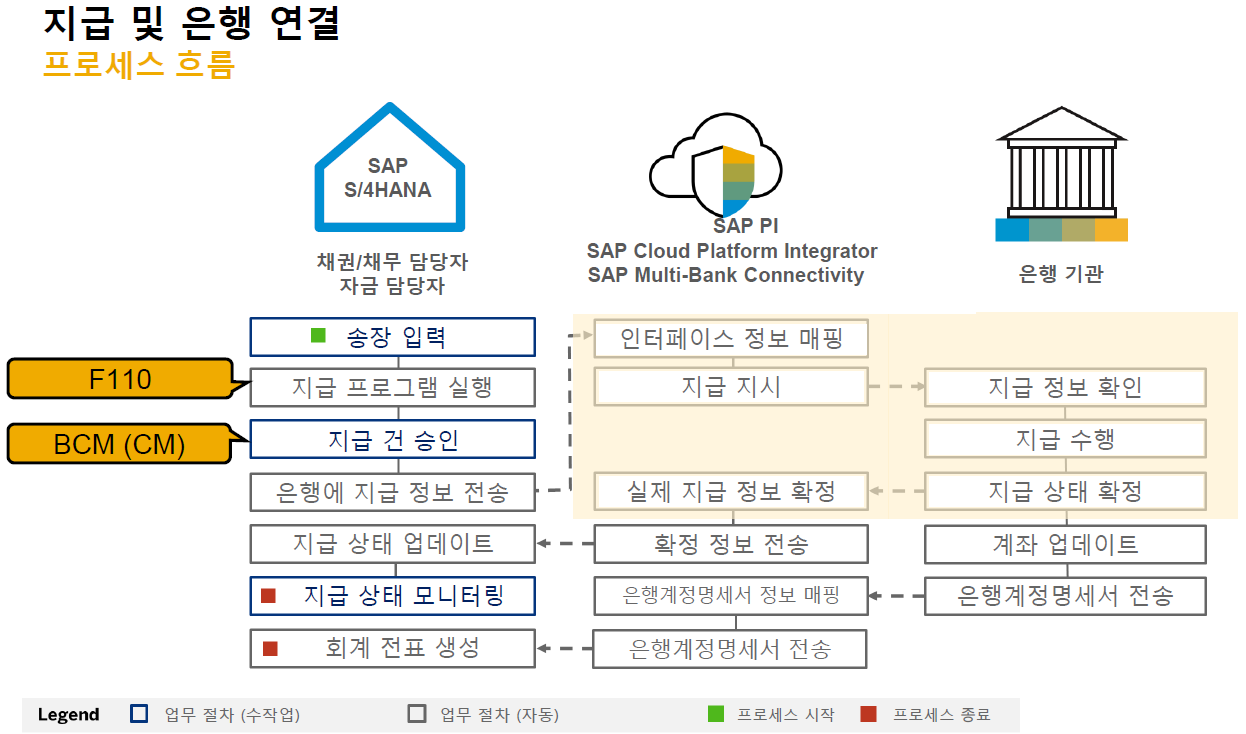 지급 및 은행 연결
프로세스 흐름
SAP
S/4HANA
채권/채무 담당자
자금 담당자
SAP PI
SAP Cloud Platform Integrator
SAP Multi-Bank Connectivity
은행 기관
송장 입력
인터페이스 정보 매핑
F110
지급 프로그램 실행
지급 지시
지급 정보 확인
BCM (CM)
지급 건 승인
지급 수행
은행에 지급 정보 전송
실제 지급 정보 확정
지급 상태 확정
지급 상태 업데이트
확정 정보 전송
계좌 업데이트
지급 상태 모니터링
은행계정명세서 정보 매핑
은행계정명세서 전송
회계 전표 생성
은행계정명세서 전송
Legend
업무 절차 (수작업)
업무 절차 (자동)
프로세스 시작
프로세스 종료